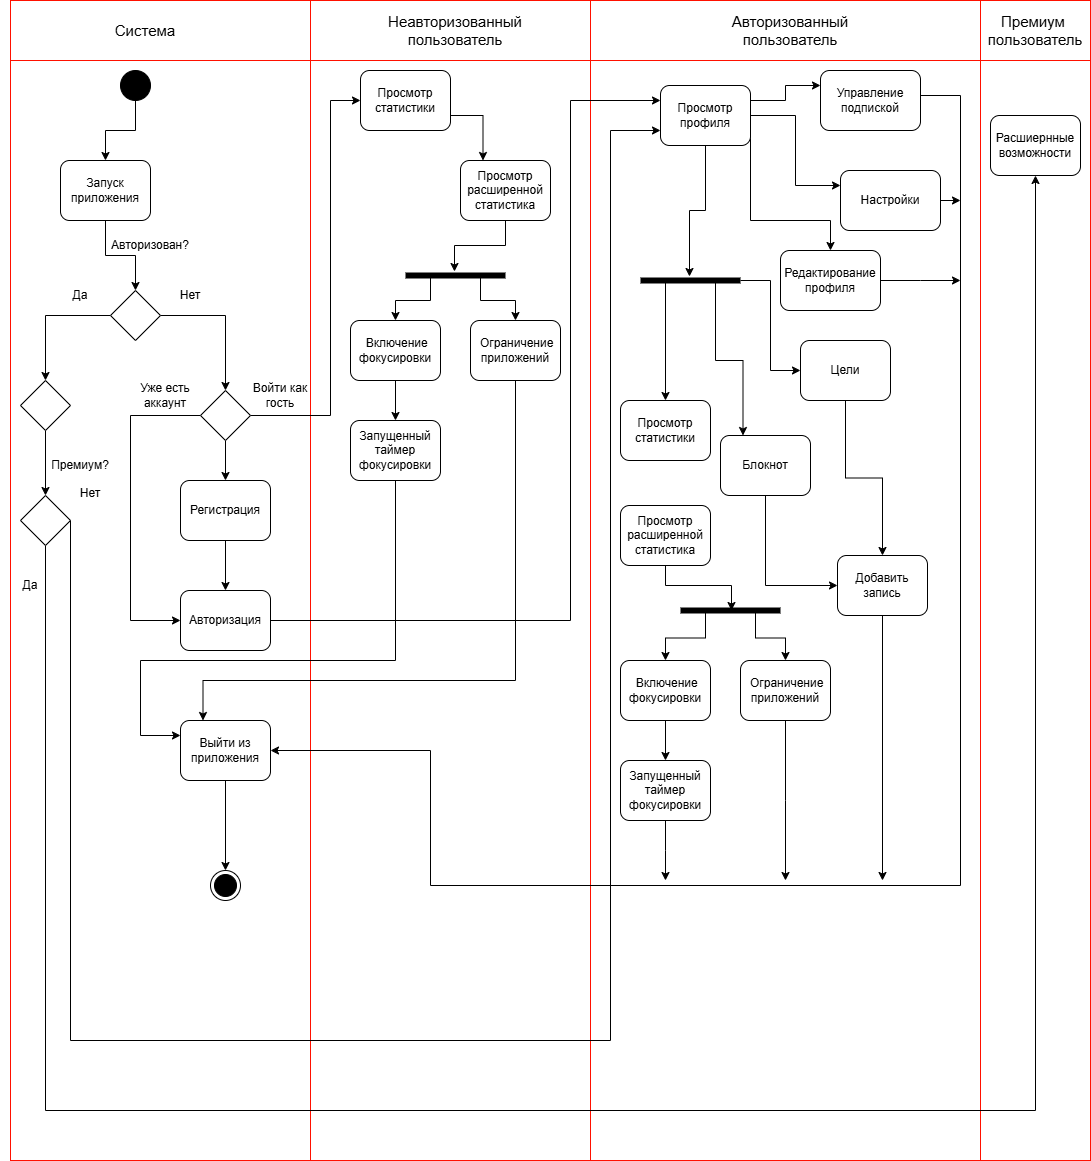 Система
Неавторизованный
пользователь
Авторизованный
пользователь
Премиум
пользователь
Запуск
приложения
Авторизован?
Да
Нет
Уже есть
аккаунт
Войти как
гость
Премиум?
Нет
Да
Регистрация
Авторизация
Выйти из
приложения
Просмотр
статистики
Просмотр
расширенной
статистика
Включение
фокусировки
Ограничение
приложений
Запущенный
таймер
фокусировки
Просмотр
профиля
Управление
подпиской
Настройки
Редактирование
профиля
Цели
Просмотр
статистики
Блокнот
Просмотр
расширенной
статистика
Добавить
запись
Включение
фокусировки
Ограничение
приложений
Запущенный
таймер
фокусировки
Расшиернные
возможности